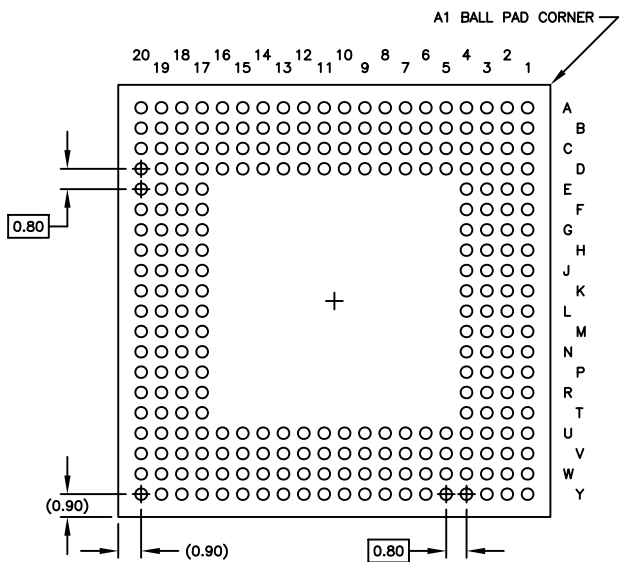 A1 BALL PAD CORNER
20 18 16 14 12 10 8 6 4 2
19 17 15 13 11 9 7 5 3 1
A
B
C
D
E
F
0.80
G
H
J
K
L
M
N
P
R
T
U
V
W
Y
(0.90)
(0.90)
0.80